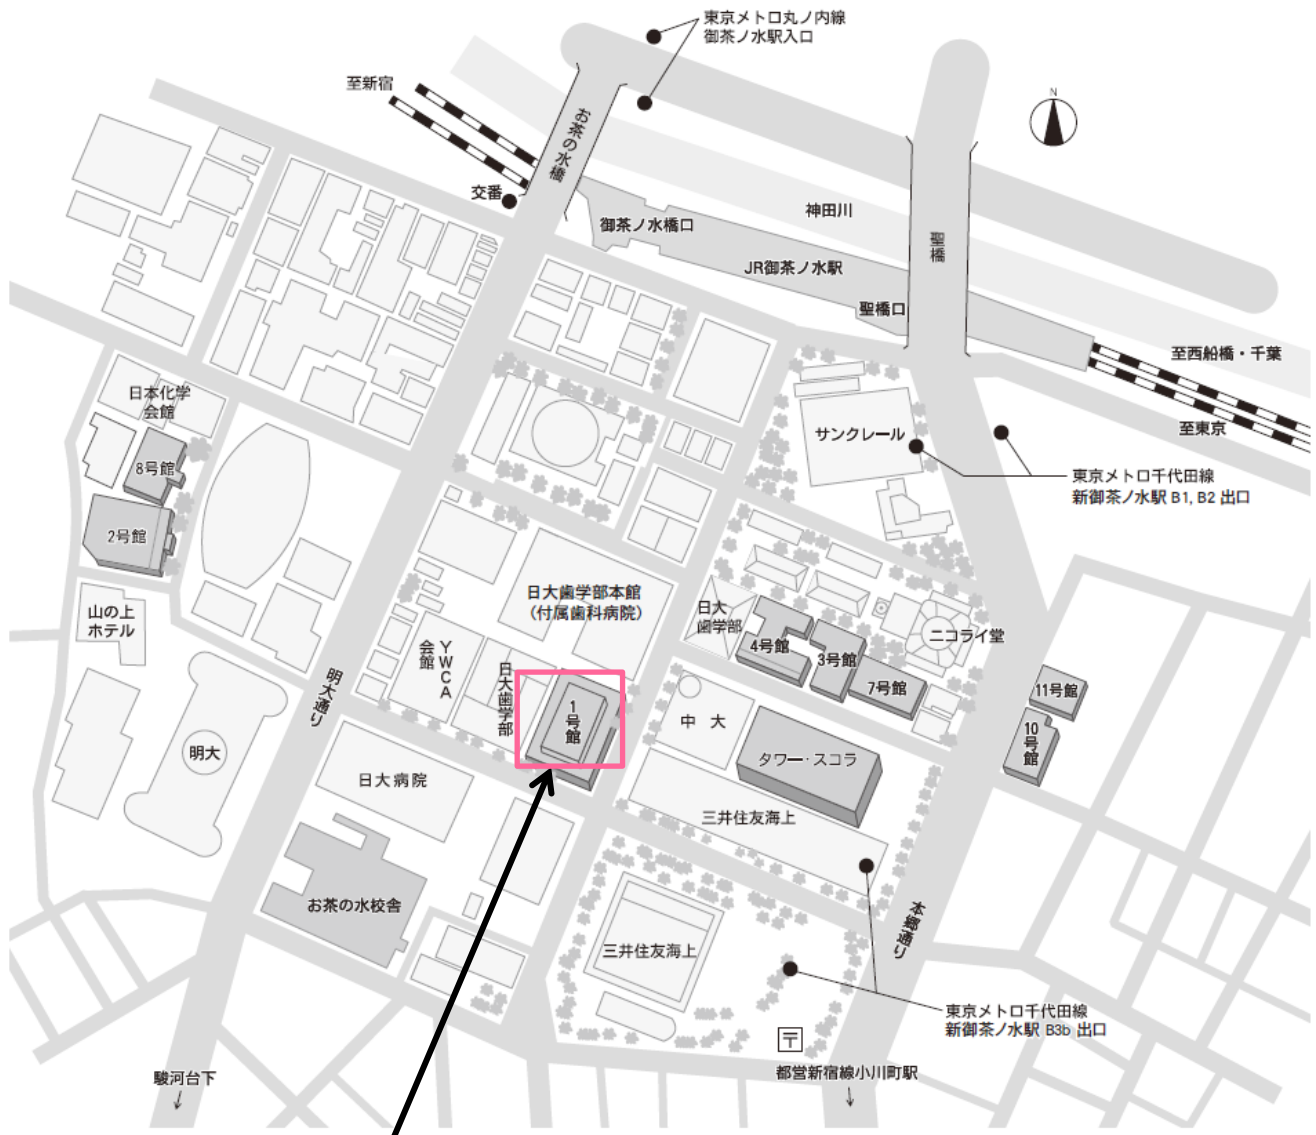 東京メトロ丸ノ内線
御茶ノ水駅入口
至新宿
お茶の水橋
N
交番
御茶ノ水橋口
神田川
聖橋
JR御茶ノ水駅
聖橋口
至西船橋・千葉
至東京
日本化学
会館
サンクレール
東京メトロ千代田線
新御茶ノ水駅 B1, B2 出口
8号館
2号館
山の上
ホテル
日大歯学部本館
(付属歯科病院)
日大
歯学部
4号館
3号館
7号館
ニコライ堂
YWCA
会館
日大歯学部
1号館
11号館
10号館
明大通り
明大
中 大
タワー・スコラ
日大病院
三井住友海上
お茶の水校舎
本郷通り
三井住友海上
東京メトロ千代田線
新御茶ノ水駅 B3b 出口
〒
駿河台下
↓
都営新宿線小川町駅
↓